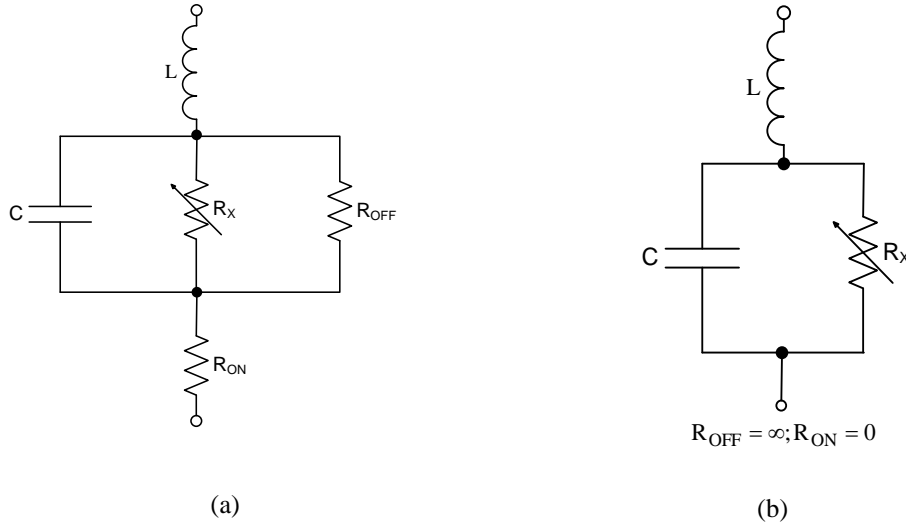 L
C
R_X
R_OFF
R_ON
(a)
L
C
R_X
R_OFF = ∞; R_ON = 0
(b)